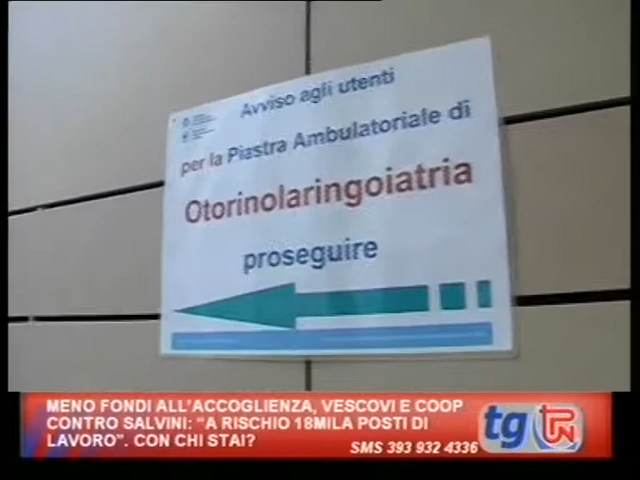 Avviso agli utenti
per la Piastra Ambulatoriale di
Otorinolaringoiatria
proseguire
MENO FONDI ALL'ACCOGLIENZA, VESCOVI E COOP
CONTRO SALVINI: "A RISCHIO 18MILA POSTI DI
LAVORO". CON CHI STAI?
SMS 393 932 4336
tg TRN